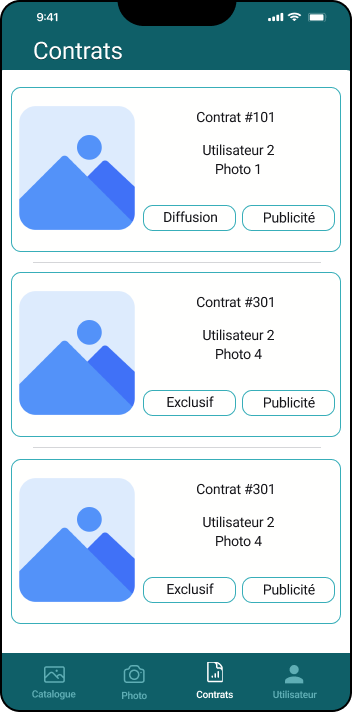 9:41
Contrats
Contrat #101
Utilisateur 2
Photo 1
Diffusion
Publicité
Contrat #301
Utilisateur 2
Photo 4
Exclusif
Publicité
Contrat #301
Utilisateur 2
Photo 4
Exclusif
Publicité
Catalogue
Photo
Contrats
Utilisateur